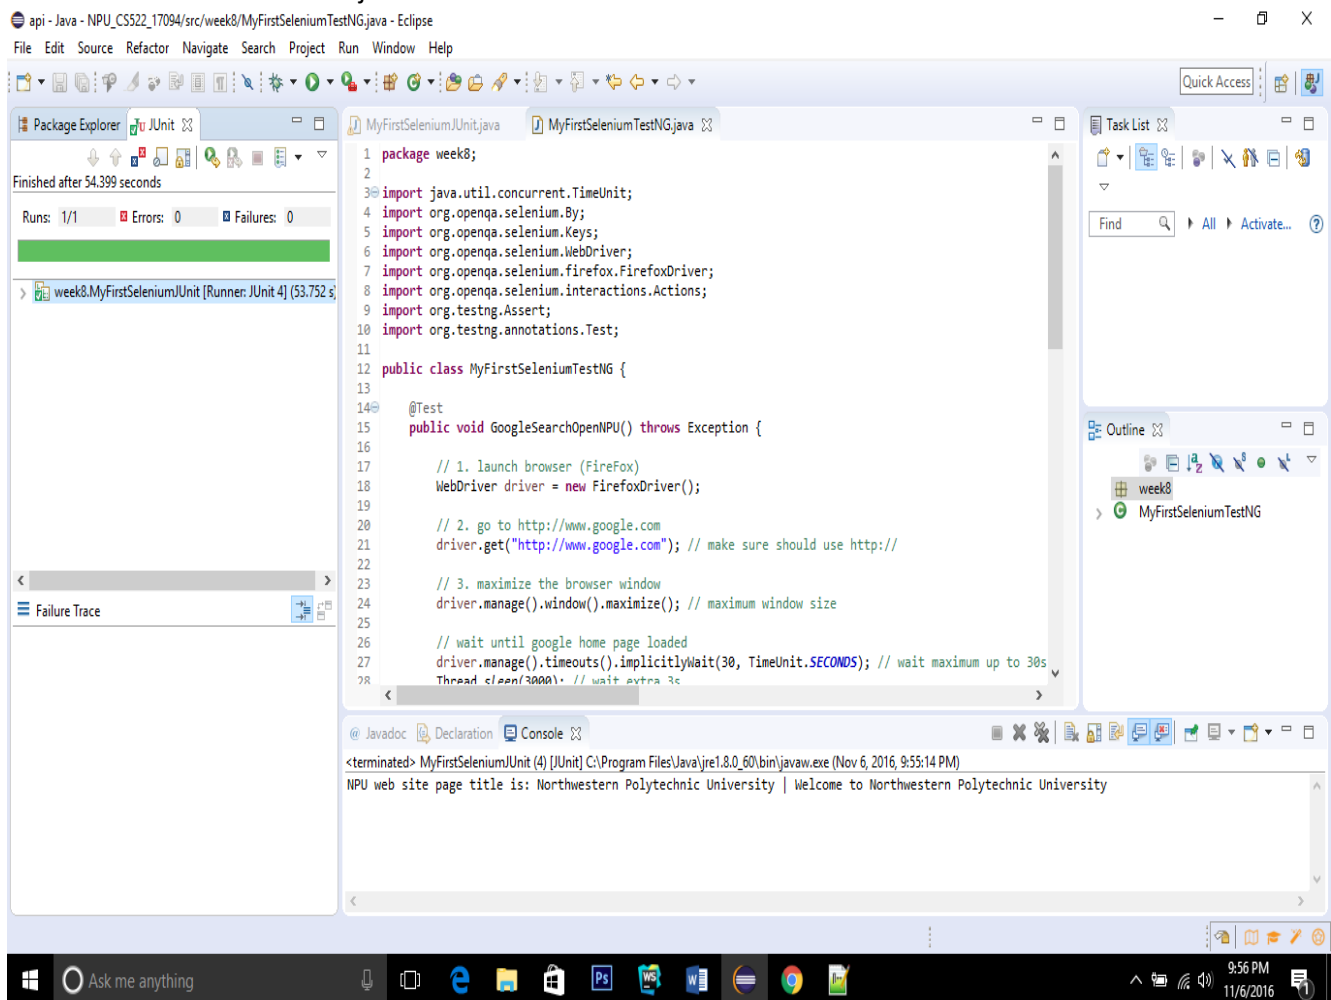 api - Java - NPU_CS522_17094/src/week8/MyFirstSeleniumTestNG.java - Eclipse
File Edit Source Refactor Navigate Search Project Run Window Help
Quick Access
Package Explorer JUnit
Finished after 54.399 seconds
Runs: 1/1 Errors: 0 Failures: 0
week8.MyFirstSeleniumJUnit [Runner: JUnit 4] (53.752 s)
Failure Trace
MyFirstSeleniumJUnit.java MyFirstSeleniumTestNG.java
1 package week8;
2
3 import java.util.concurrent.TimeUnit;
4 import org.openqa.selenium.By;
5 import org.openqa.selenium.Keys;
6 import org.openqa.selenium.WebDriver;
7 import org.openqa.selenium.firefox.FirefoxDriver;
8 import org.openqa.selenium.interactions.Actions;
9 import org.testng.Assert;
10 import org.testng.annotations.Test;
11
12 public class MyFirstSeleniumTestNG {
13
14 @Test
15 public void GoogleSearchOpenNPU() throws Exception {
16
17 // 1. launch browser (FireFox)
18 WebDriver driver = new FirefoxDriver();
19
20 // 2. go to http://www.google.com
21 driver.get("http://www.google.com"); // make sure should use http://
22
23 // 3. maximize the browser window
24 driver.manage().window().maximize(); // maximum window size
25
26 // wait until google home page loaded
27 driver.manage().timeouts().implicitlyWait(30, TimeUnit.SECONDS); // wait maximum up to 30s
28 Thread.sleep(3000); // wait extra 3s
Task List
Find All Activate...
Outline
week8
MyFirstSeleniumTestNG
@ Javadoc Declaration Console
<terminated> MyFirstSeleniumJUnit (4) [JUnit] C:\Program Files\Java\jre1.8.0_60\bin\javaw.exe (Nov 6, 2016, 9:55:14 PM)
NPU web site page title is: Northwestern Polytechnic University | Welcome to Northwestern Polytechnic University
Ask me anything
9:56 PM
11/6/2016